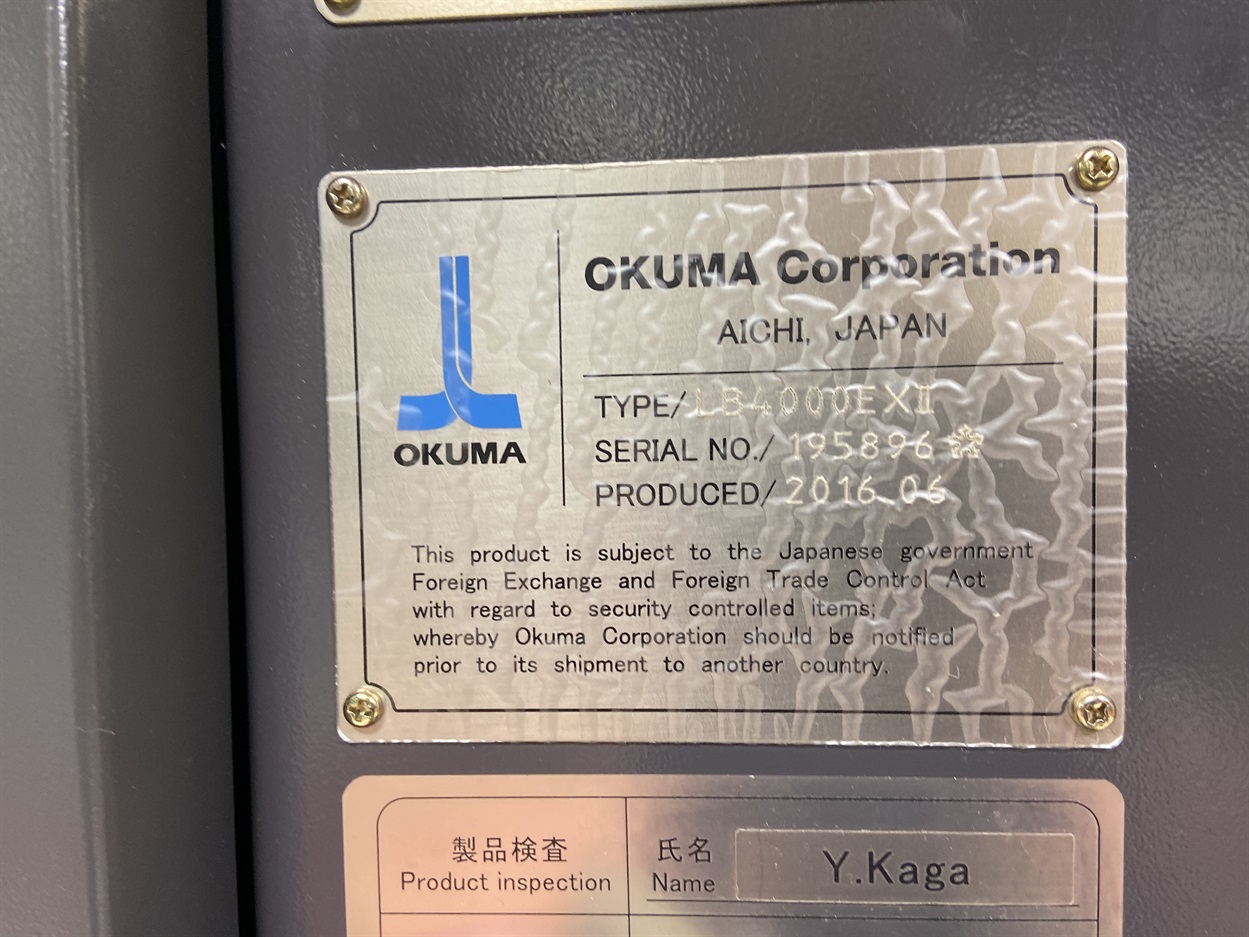 OKUMA
OKUMA Corporation
AICHI, JAPAN
TYPE/LB4000EXⅡ
SERIAL NO./195896
PRODUCED/2016.06
This product is subject to the Japanese government
Foreign Exchange and Foreign Trade Control Act
with regard to security controlled items;
whereby Okuma Corporation should be notified
prior to its shipment to another country.
製品検査
Product inspection
氏名
Name
Y.Kaga